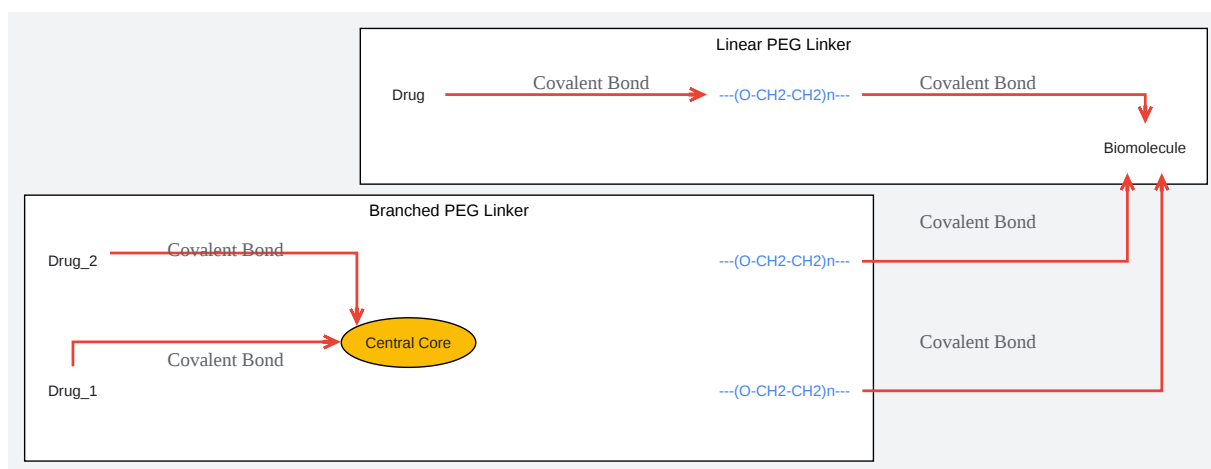 Linear PEG Linker
Drug
Covalent Bond
---(O-CH2-CH2)n---
Covalent Bond
Biomolecule
Branched PEG Linker
Drug_2
Covalent Bond
---(O-CH2-CH2)n---
Covalent Bond
Central Core
Covalent Bond
Covalent Bond
Drug_1
---(O-CH2-CH2)n---